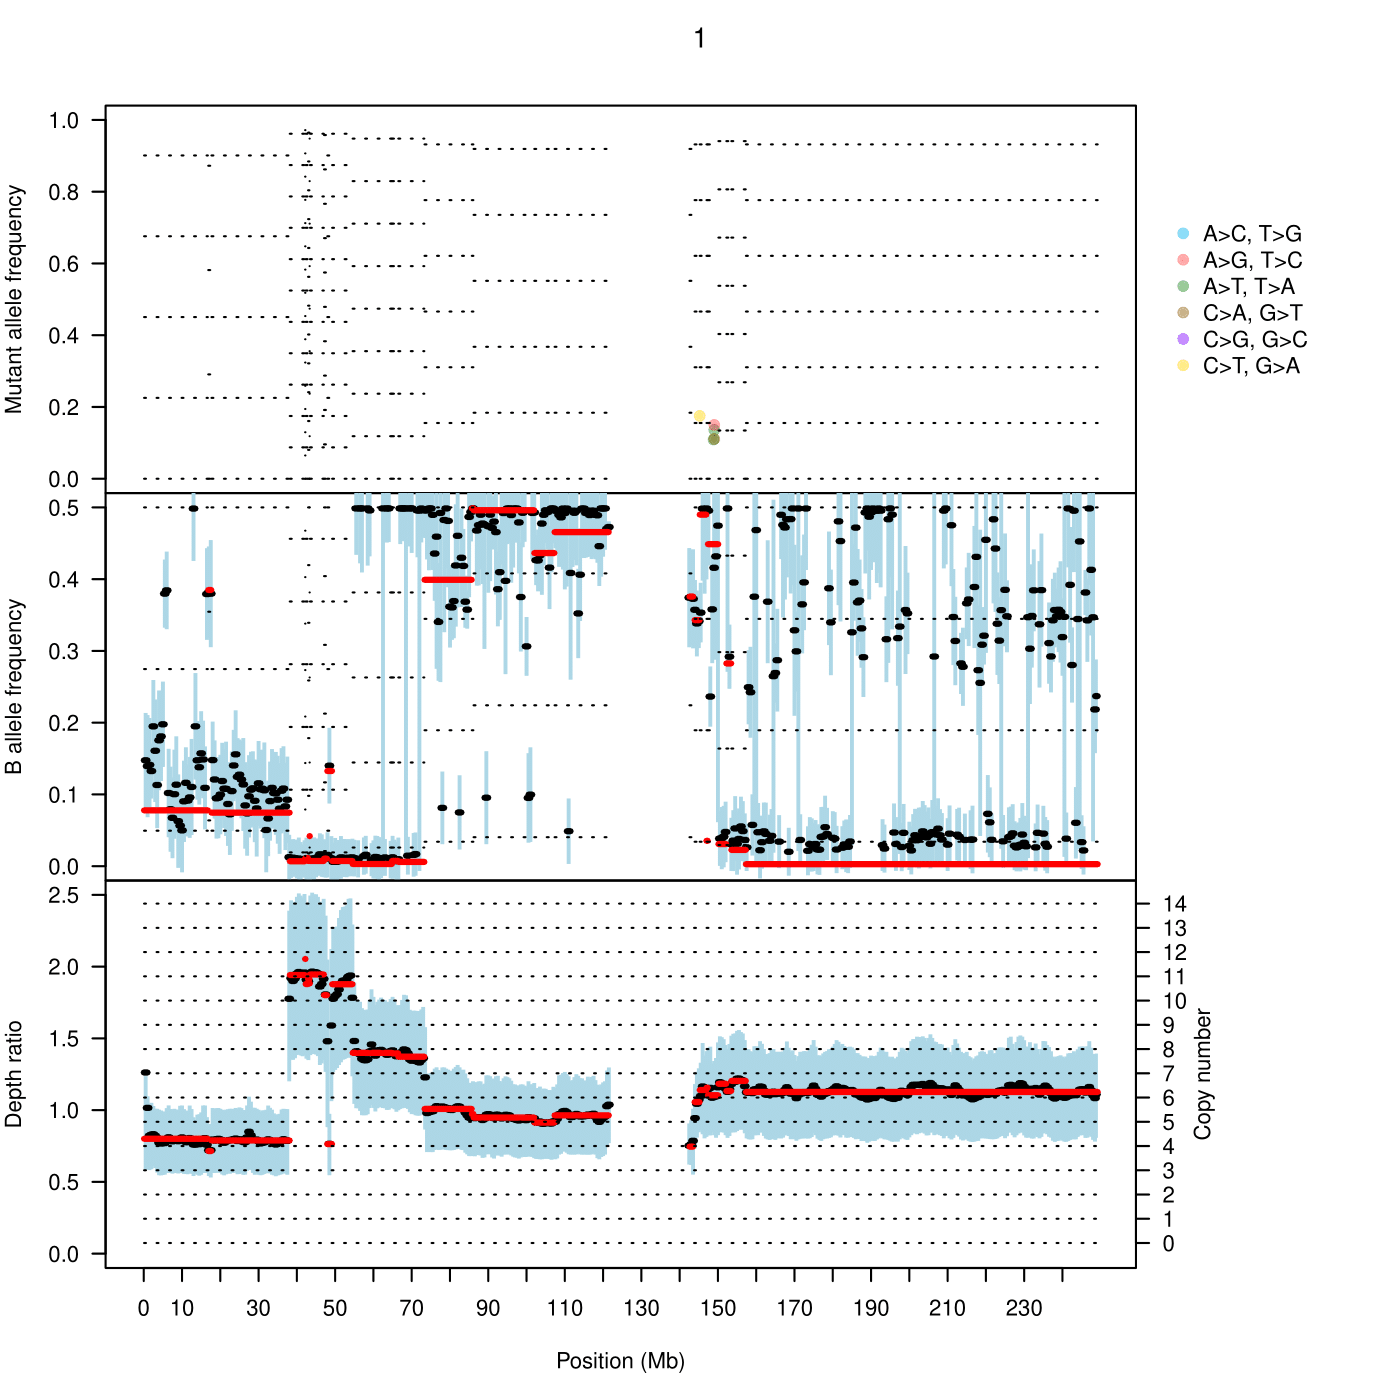 1
Mutant allele frequency
1.0
0.8
0.6
0.4
0.2
0.0
A>C, T>G
A>G, T>C
A>T, T>A
C>A, G>T
C>G, G>C
C>T, G>A
B allele frequency
0.5
0.4
0.3
0.2
0.1
0.0
Depth ratio
2.5
2.0
1.5
1.0
0.5
0.0
14
13
12
11
10
9
8
7
6
5
4
3
2
1
0
Copy number
0 10 30 50 70 90 110 130 150 170 190 210 230
Position (Mb)